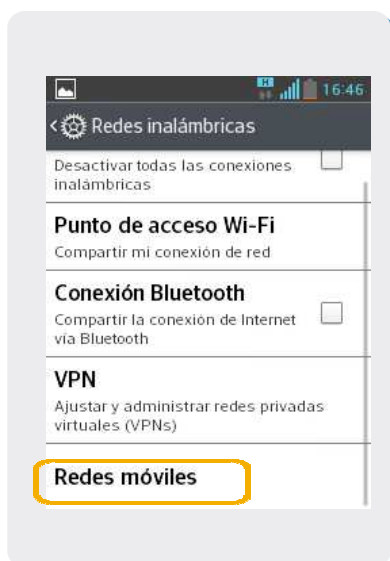 H
16:46
Redes inalámbricas
Desactivar todas las conexiones
inalámbricas
Punto de acceso Wi-Fi
Compartir mi conexión de red
Conexión Bluetooth
Compartir la conexión de Internet
vía Bluetooth
VPN
Ajustar y administrar redes privadas
virtuales (VPNs)
Redes móviles